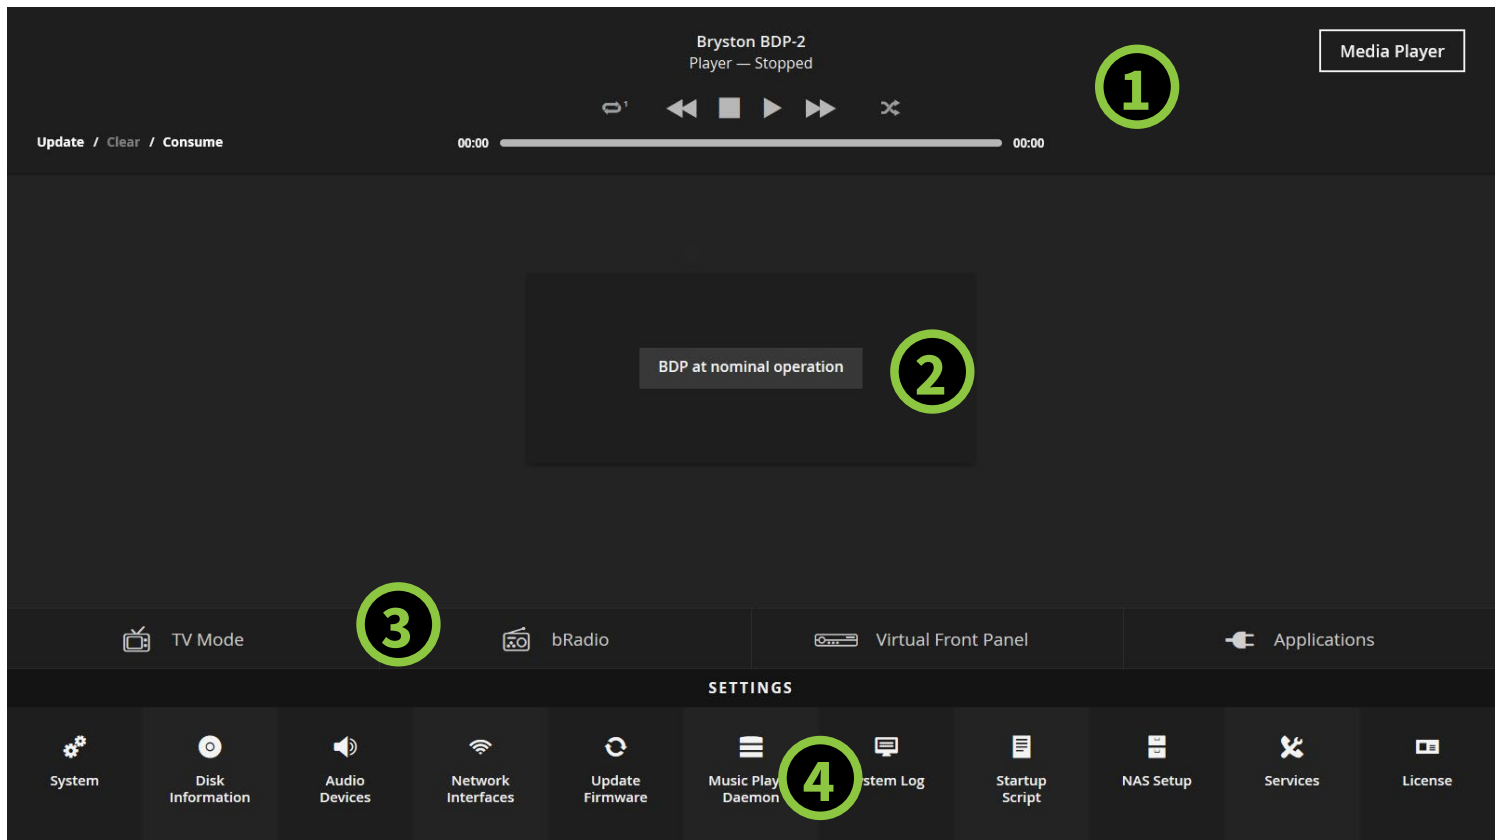 Bryston BDP-2
Player — Stopped
Media Player
1
1
Update / Clear / Consume
00:00
00:00
BDP at nominal operation
2
3
TV Mode
bRadio
Virtual Front Panel
Applications
SETTINGS
System
Disk
Information
Audio
Devices
Network
Interfaces
Update
Firmware
Music Play
Daemon
4
stem Log
Startup
Script
NAS Setup
Services
License